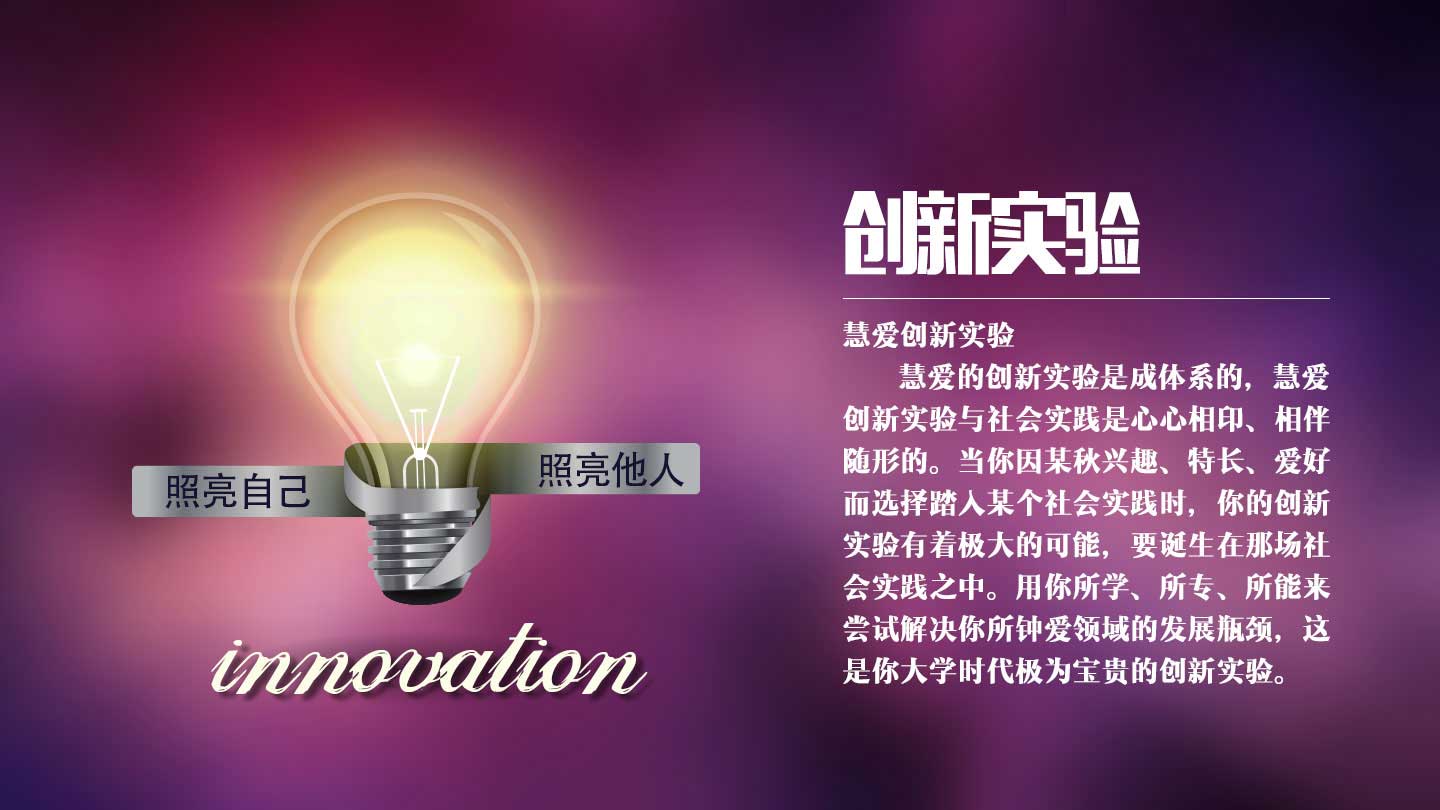 照亮自己
照亮他人
innovation
创新实验
慧爱创新实验
慧爱的创新实验是成体系的，慧爱
创新实验与社会实践是心心相印、相伴
随形的。当你因某秋兴趣、特长、爱好
而选择踏入某个社会实践时，你的创新
实验有着极大的可能，要诞生在那场社
会实践之中。用你所学、所专、所能来
尝试解决你所钟爱领域的发展瓶颈，这
是你大学时代极为宝贵的创新实验。